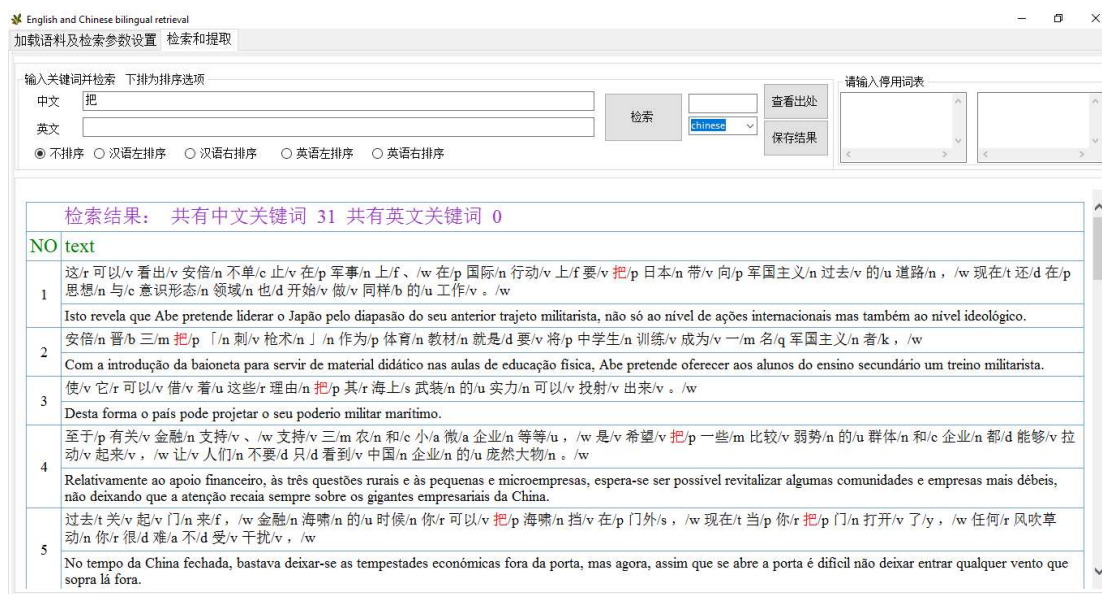 English and Chinese bilingual retrieval
加载语料及检索参数设置 检索和提取
输入关键词并检索 下排为排序选项
请输入停用词表
中文 把
检索
查看出处
英文
chinese
保存结果
不排序 汉语左排序 汉语右排序 英语左排序 英语右排序
检索结果: 共有中文关键词 31 共有英文关键词 0
NO text
1
这/r 可以/v 看出/v 安倍/n 不单/c 止/v 在/p 军事/n 上/f 、/w 在/p 国际/n 行动/v 上/f 要/v 把/p 日本/n 带/v 向/p 军国主义/n 过去/v 的/u 道路/n ，/w 现在/t 还/d 在/p
思想/n 与/c 意识形态/n 领域/n 也/d 开始/v 做/v 同样/b 的/u 工作/v 。/w
Isto revela que Abe pretende liderar o Japão pelo diapasão do seu anterior trajeto militarista, não só ao nível de ações internacionais mas também ao nível ideológico.
2
安倍/n 晋/b 三/m 把/p 「/n 刺/v 枪术/n 」/n 作为/p 体育/n 教材/n 就是/d 要/v 将/p 中学生/n 训练/v 成为/v 一/m 名/q 军国主义/n 者/k ，/w
Com a introdução da baioneta para servir de material didático nas aulas de educação física, Abe pretende oferecer aos alunos do ensino secundário um treino militarista.
3
使/v 它/r 可以/v 借/v 着/u 这些/r 理由/n 把/p 其/r 海上/s 武装/n 的/u 实力/n 可以/v 投射/v 出来/v 。/w
Desta forma o país pode projetar o seu poderio militar marítimo.
4
至于/p 有关/v 金融/n 支持/v 、/w 支持/v 三/m 农/n 和/c 小/a 微/a 企业/n 等等/u ，/w 是/v 希望/v 把/p 一些/m 比较/v 弱势/n 的/u 群体/n 和/c 企业/n 都/d 能够/v 拉
动/v 起来/v ，/w 让/v 人们/n 不要/d 只/d 看到/v 中国/n 企业/n 的/u 庞然大物/n 。/w
Relativamente ao apoio financeiro, às três questões rurais e às pequenas e microempresas, espera-se ser possível revitalizar algumas comunidades e empresas mais débeis,
não deixando que a atenção recaia sempre sobre os gigantes empresariais da China.
5
过去/t 关/v 起/v 门/n 来/f ，/w 金融/n 海啸/n 的/u 时候/n 你/r 可以/v 把/p 海啸/n 挡/v 在/p 门外/s ，/w 现在/t 当/p 你/r 把/p 门/n 打开/v 了/y ，/w 任何/r 风吹草
动/n 你/r 很/d 难/a 不/d 受/v 干扰/v ，/w
No tempo da China fechada, bastava deixar-se as tempestades económicas fora da porta, mas agora, assim que se abre a porta é difícil não deixar entrar qualquer vento que
sopra lá fora.